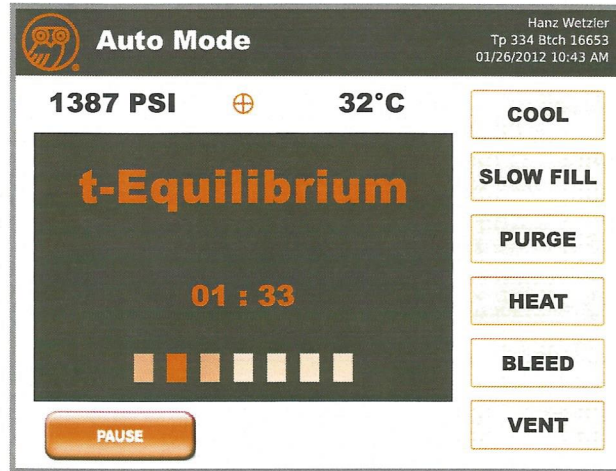 Auto Mode
Hanz Wetzler
Tp 334 Btch 16653
01/26/2012 10:43 AM
1387 PSI
32°C
t-Equilibrium
01 : 33
PAUSE
COOL
SLOW FILL
PURGE
HEAT
BLEED
VENT